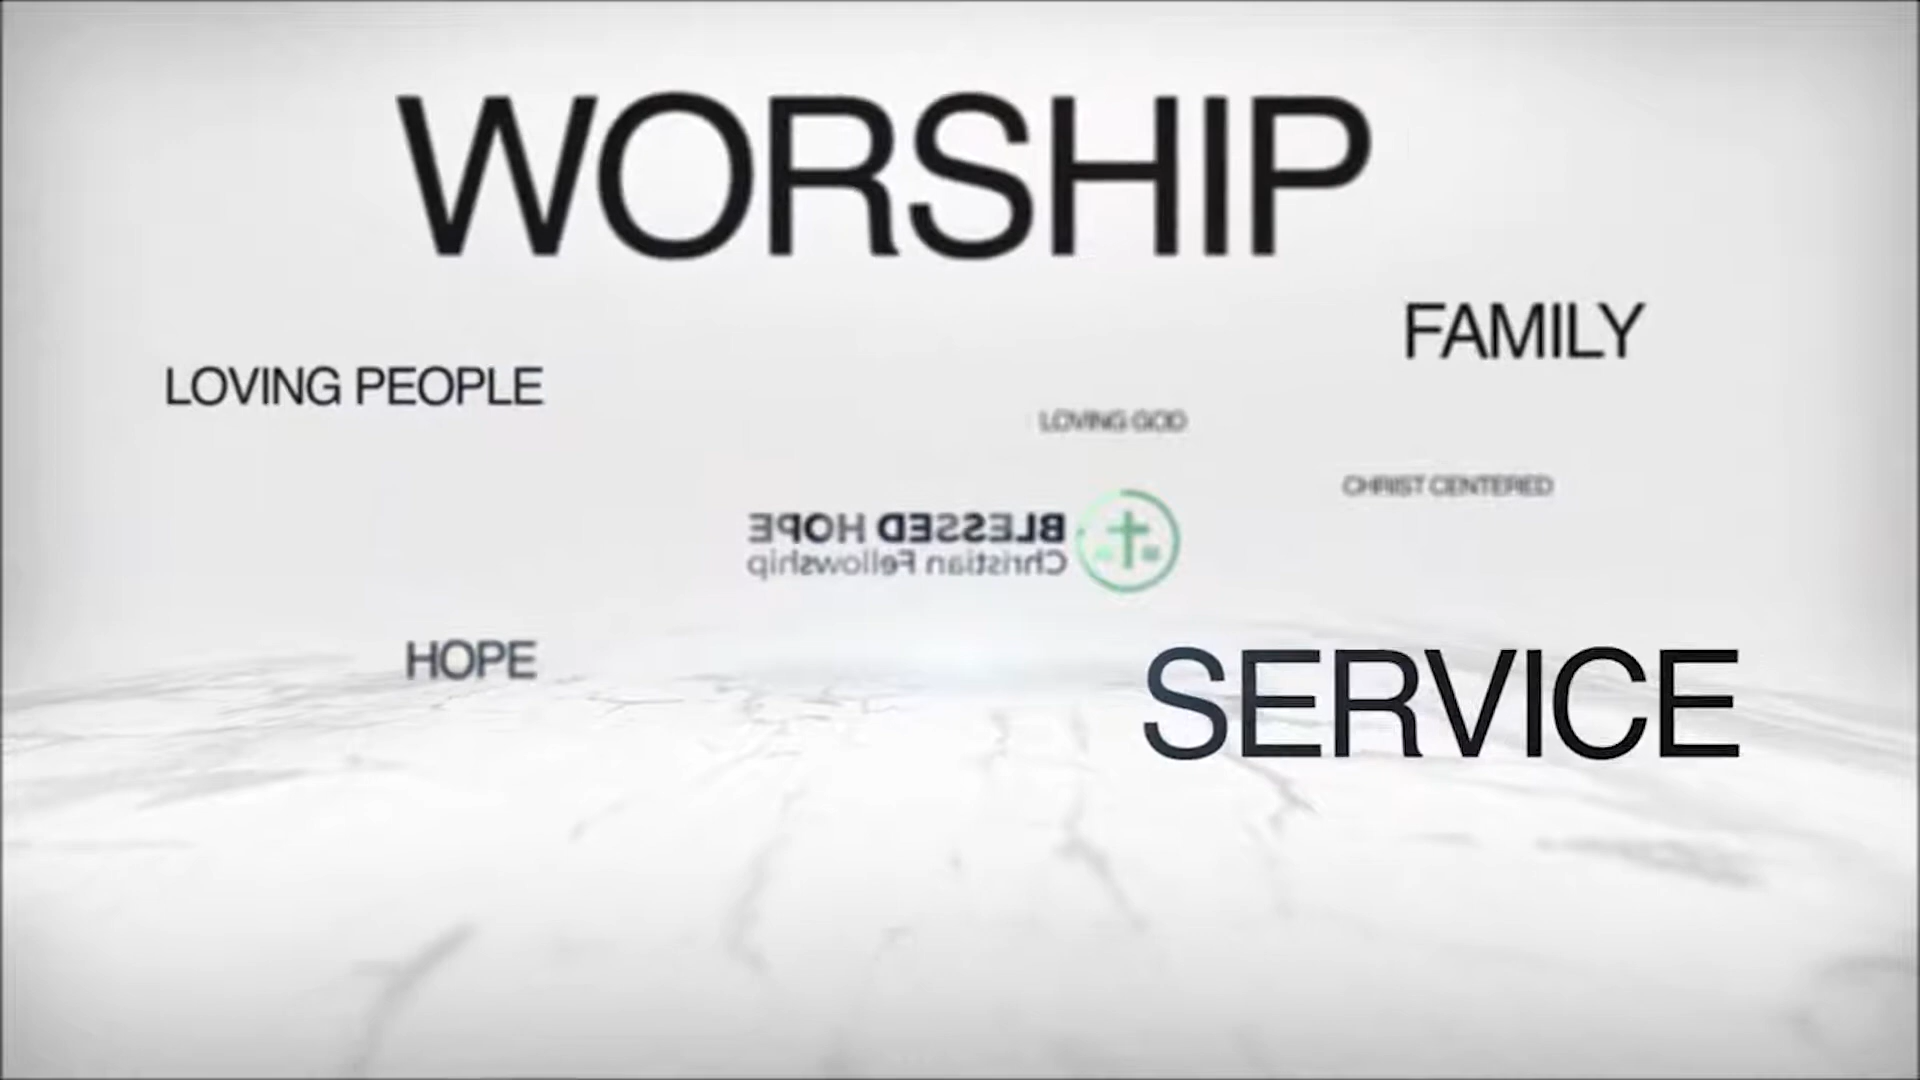 WORSHIP
FAMILY
LOVING PEOPLE
LOVING GOD
CHRIST CENTERED
BLESSED HOPE
Christian Fellowship
HOPE
SERVICE